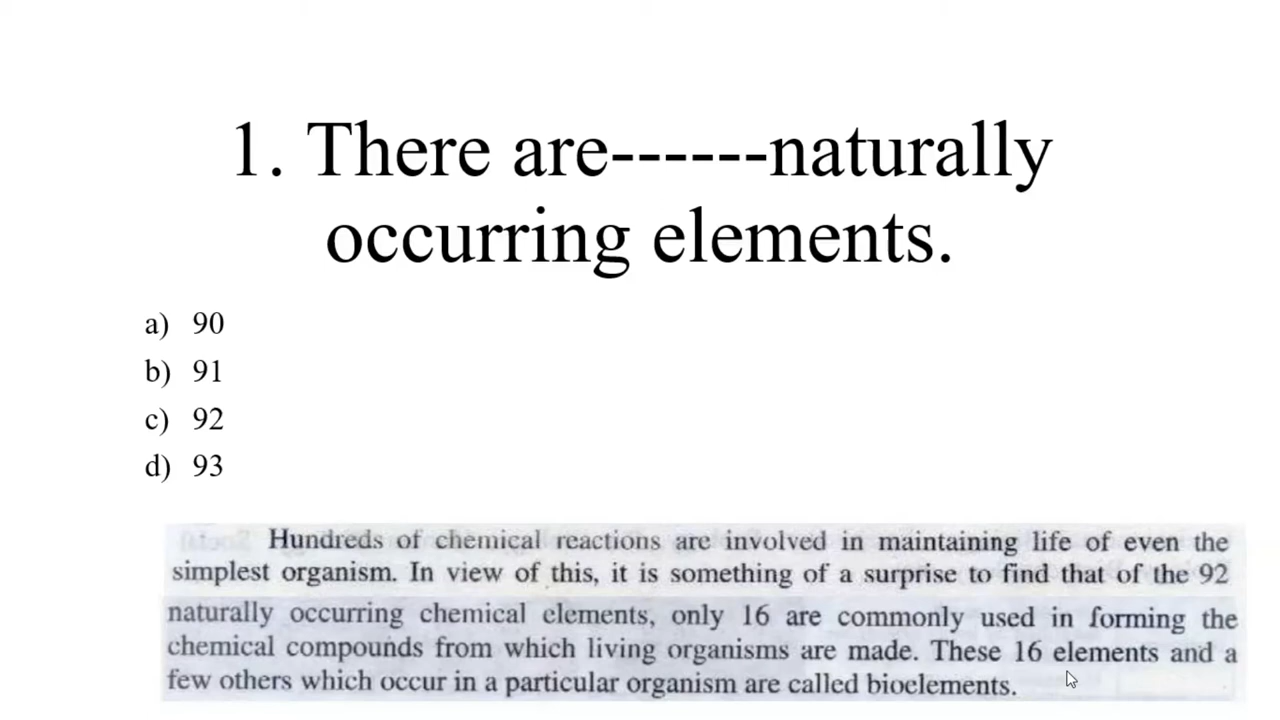 1. There are------naturally
occurring elements.
a) 90
b) 91
c) 92
d) 93
Hundreds of chemical reactions are involved in maintaining life of even the
simplest organism. In view of this, it is something of a surprise to find that of the 92
naturally occurring chemical elements, only 16 are commonly used in forming the
chemical compounds from which living organisms are made. These 16 elements and a
few others which occur in a particular organism are called bioelements.